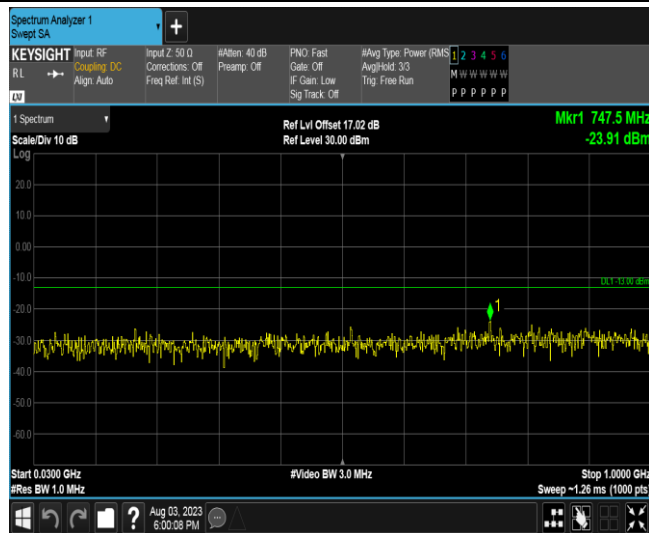 Spectrum Analyzer 1
Swept SA
+
KEYSIGHT
RL
Input: RF
Coupling: DC
Align: Auto
Input Z: 50 Ω
Corrections: Off
Freq Ref: Int (S)
#Atten: 40 dB
Preamp: Off
PNO: Fast
Gate: Off
IF Gain: Low
Sig Track: Off
#Avg Type: Power (RMS
Avg|Hold: 3/3
Trig: Free Run
1 2 3 4 5 6
M W W W W W
P P P P P P
1 Spectrum
Scale/Div 10 dB
Ref Lvl Offset 17.02 dB
Ref Level 30.00 dBm
Mkr1 747.5 MHz
-23.91 dBm
Log
20.0
10.0
0.00
-10.0
DL1 -13.00 dBm
-20.0
1
-30.0
-40.0
-50.0
-60.0
Start 0.0300 GHz
#Res BW 1.0 MHz
#Video BW 3.0 MHz
Stop 1.0000 GHz
Sweep ~1.26 ms (1000 pts)
?
Aug 03, 2023
6:00:08 PM